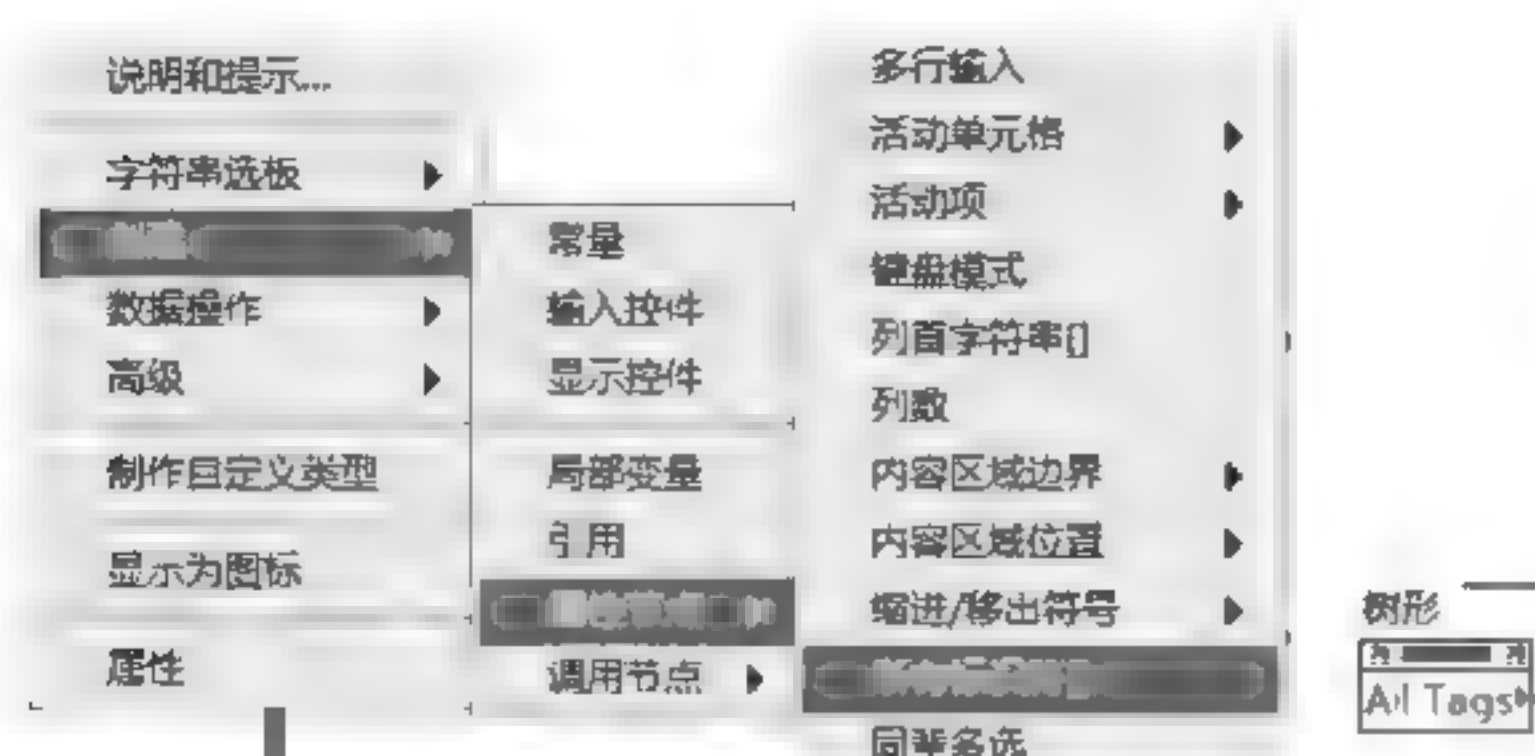 说明和提示...
字符串选板
数据操作
高级
制作自定义类型
显示为图标
属性
常量
输入控件
显示控件
局部变量
引用
调用节点
多行输入
活动单元格
活动项
键盘模式
列首字符串[]
列数
内容区域边界
内容区域位置
缩进/移出符号
同辈多选
树形
All Tags